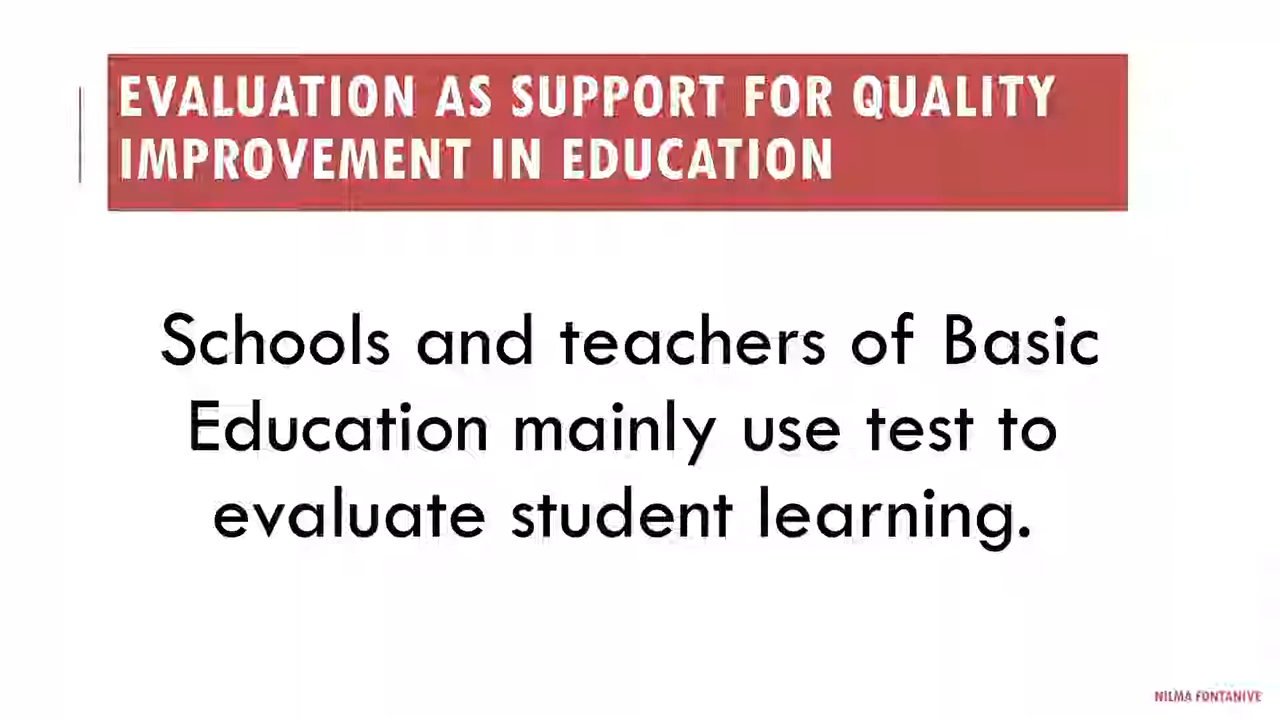 EVALUATION AS SUPPORT FOR QUALITY
IMPROVEMENT IN EDUCATION
Schools and teachers of Basic
Education mainly use test to
evaluate student learning.
NILMA FONTANIVE